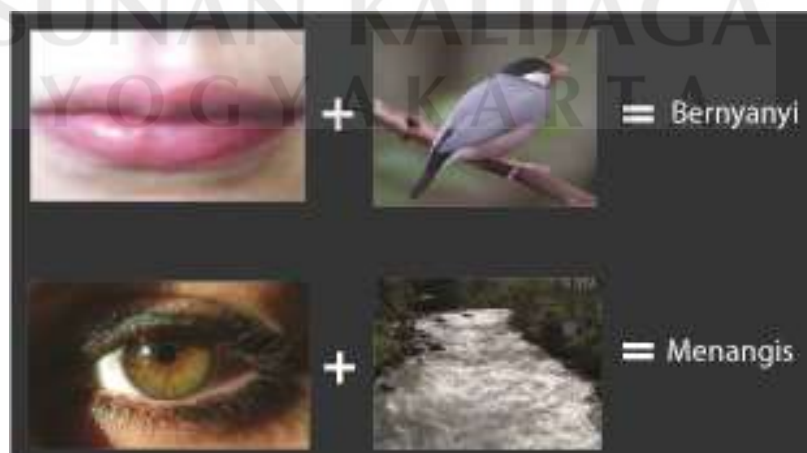 SUNAN KALIJAGA
YOGYAKARTA
+ = Bernyanyi
+ = Menangis